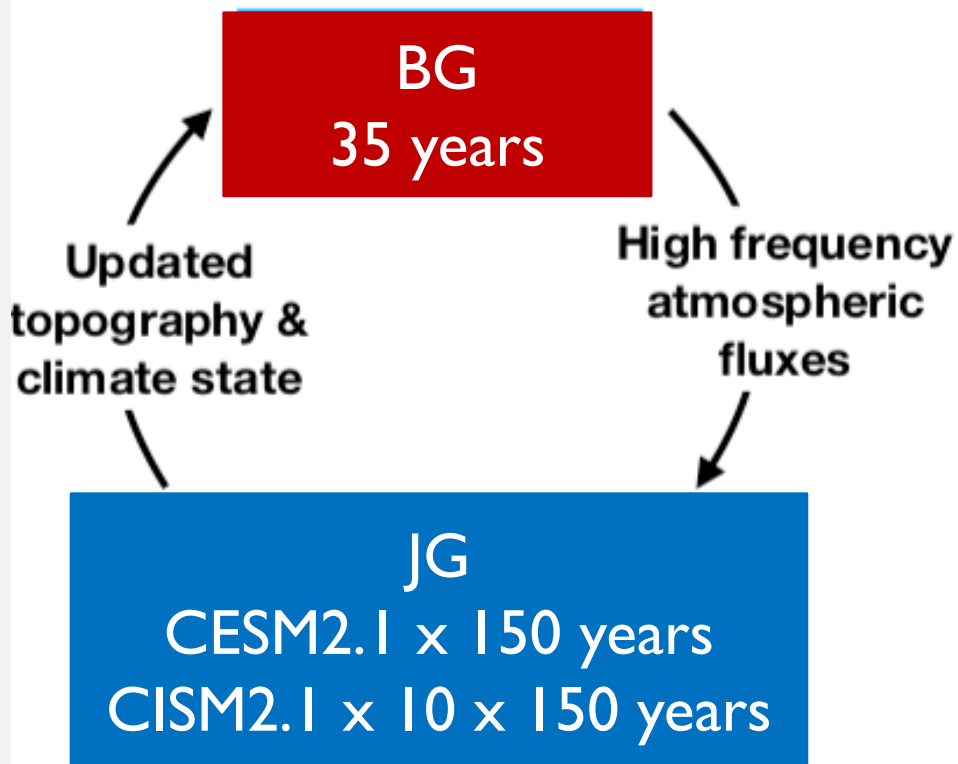 BG
35 years
Updated
topography &
climate state
High frequency
atmospheric
fluxes
JG
CESM2.1 x 150 years
CISM2.1 x 10 x 150 years